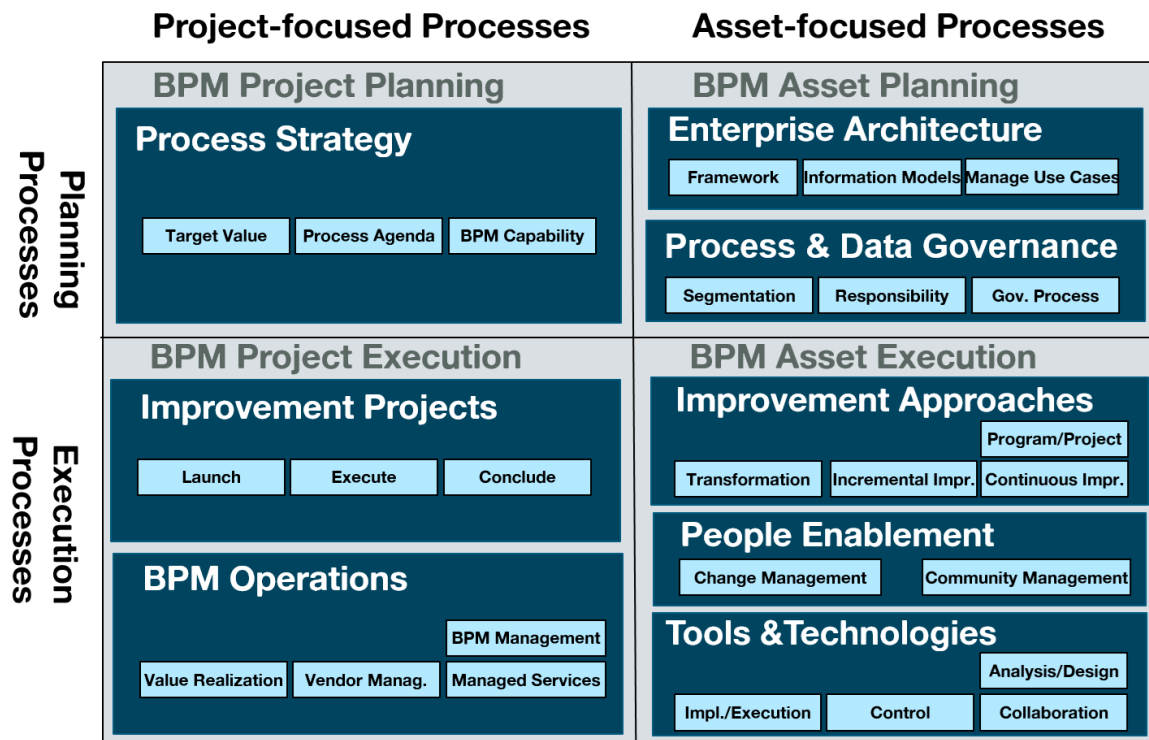 Project-focused Processes
Asset-focused Processes
Planning
Processes
BPM Project Planning
Process Strategy
Target Value
Process Agenda
BPM Capability
BPM Asset Planning
Enterprise Architecture
Framework
Information Models
Manage Use Cases
Process & Data Governance
Segmentation
Responsibility
Gov. Process
Execution
Processes
BPM Project Execution
Improvement Projects
Launch
Execute
Conclude
BPM Operations
BPM Management
Value Realization
Vendor Manag.
Managed Services
BPM Asset Execution
Improvement Approaches
Program/Project
Transformation
Incremental Impr.
Continuous Impr.
People Enablement
Change Management
Community Management
Tools &Technologies
Analysis/Design
Impl./Execution
Control
Collaboration